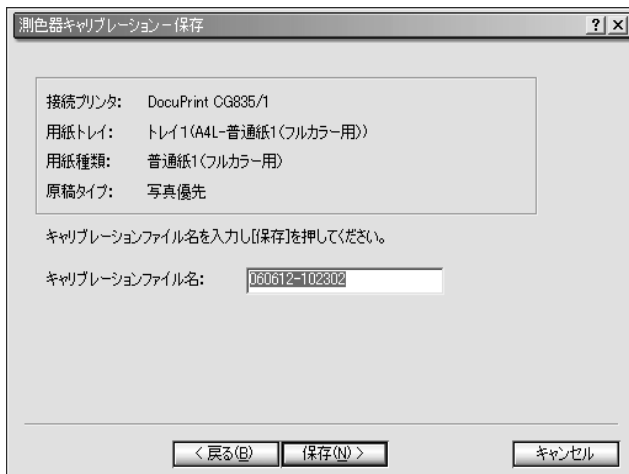 測色器キャリブレーション－保存
接続プリンタ: DocuPrint CG835/1
用紙トレイ: トレイ1(A4L-普通紙1(フルカラー用))
用紙種類: 普通紙1(フルカラー用)
原稿タイプ: 写真優先
キャリブレーションファイル名を入力し[保存]を押してください。
キャリブレーションファイル名: 060612-102302
< 戻る(B) 保存(N) > キャンセル